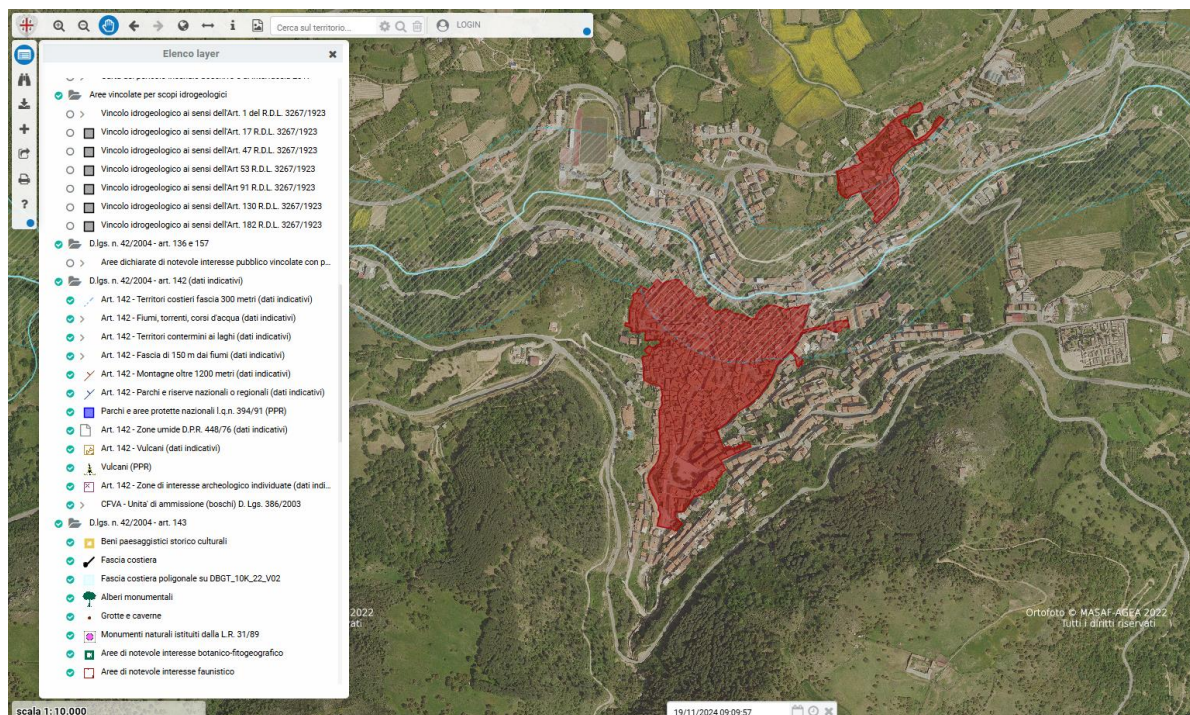 Cerca sul territorio...
LOGIN
Elenco layer
Aree vincolate per scopi idrogeologici
Vincolo idrogeologico ai sensi dell'Art. 1 del R.D.L. 3267/1923
Vincolo idrogeologico ai sensi dell'Art. 17 R.D.L. 3267/1923
Vincolo idrogeologico ai sensi dell'Art. 47 R.D.L. 3267/1923
Vincolo idrogeologico ai sensi dell'Art 53 R.D.L. 3267/1923
Vincolo idrogeologico ai sensi dell'Art 91 R.D.L. 3267/1923
Vincolo idrogeologico ai sensi dell'Art. 130 R.D.L. 3267/1923
Vincolo idrogeologico ai sensi dell'Art. 182 R.D.L. 3267/1923
D.lgs. n. 42/2004 - art. 136 e 157
Aree dichiarate di notevole interesse pubblico vincolate con p...
D.lgs. n. 42/2004 - art. 142 (dati indicativi)
Art. 142 - Territori costieri fascia 300 metri (dati indicativi)
Art. 142 - Fiumi, torrenti, corsi d'acqua (dati indicativi)
Art. 142 - Territori contermini ai laghi (dati indicativi)
Art. 142 - Fascia di 150 m dai fiumi (dati indicativi)
Art. 142 - Montagne oltre 1200 metri (dati indicativi)
Art. 142 - Parchi e riserve nazionali o regionali (dati indicativi)
Parchi e aree protette nazionali l.q.n. 394/91 (PPR)
Art. 142 - Zone umide D.P.R. 448/76 (dati indicativi)
Art. 142 - Vulcani (dati indicativi)
Vulcani (PPR)
Art. 142 - Zone di interesse archeologico individuate (dati indi...
CFVA - Unita' di ammissione (boschi) D. Lgs. 386/2003
D.lgs. n. 42/2004 - art. 143
Beni paesaggistici storico culturali
Fascia costiera
Fascia costiera poligonale su DBGT_10K_22_V02
Alberi monumentali
Grotte e caverne
Monumenti naturali istituiti dalla L.R. 31/89
Aree di notevole interesse botanico-fitogeografico
Aree di notevole interesse faunistico
2022
Ortofoto © MASAF-AGEA 2022
Tutti i diritti riservati
scala 1: 10.000
19/11/2024 09:09:57